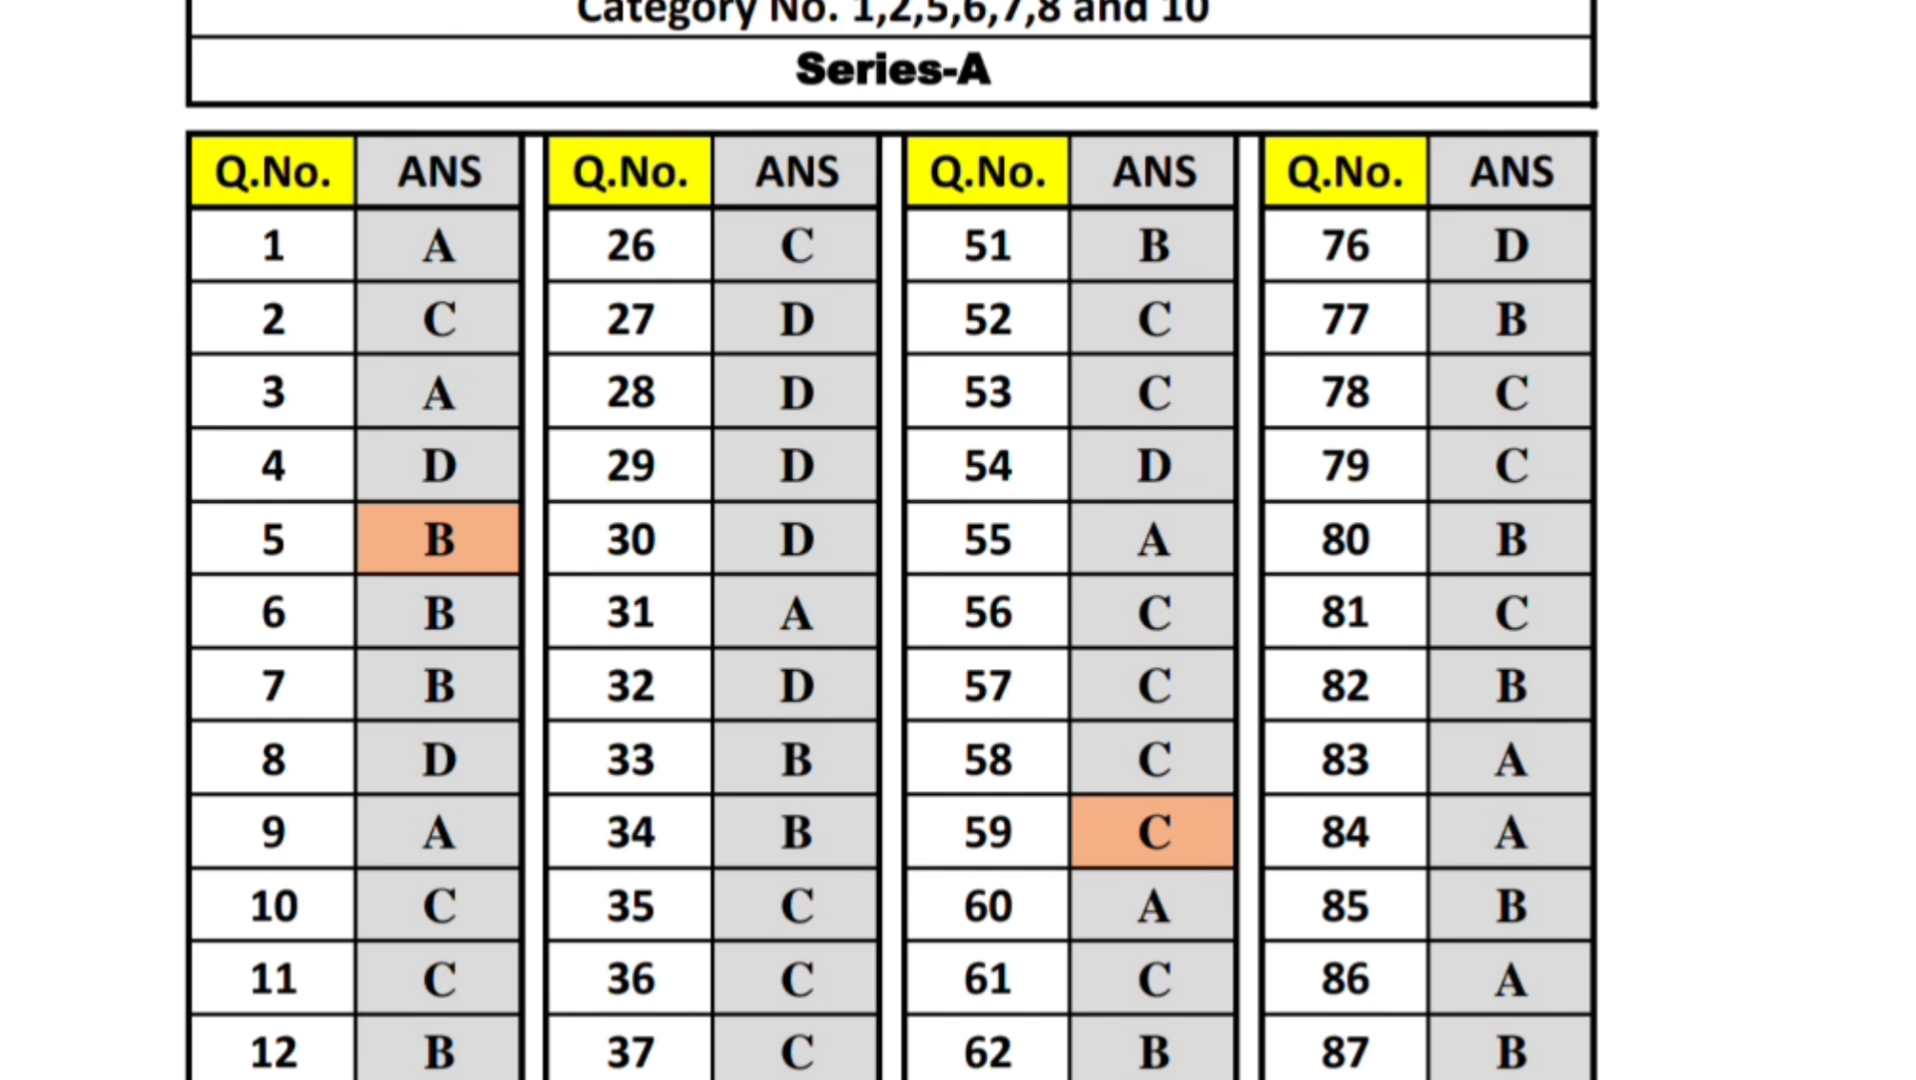 Category No. 1,2,5,6,7,8 and 10
Series-A
Q.No. ANS Q.No. ANS Q.No. ANS Q.No. ANS
1 A 26 C 51 B 76 D
2 C 27 D 52 C 77 B
3 A 28 D 53 C 78 C
4 D 29 D 54 D 79 C
5 B 30 D 55 A 80 B
6 B 31 A 56 C 81 C
7 B 32 D 57 C 82 B
8 D 33 B 58 C 83 A
9 A 34 B 59 C 84 A
10 C 35 C 60 A 85 B
11 C 36 C 61 C 86 A
12 B 37 C 62 B 87 B